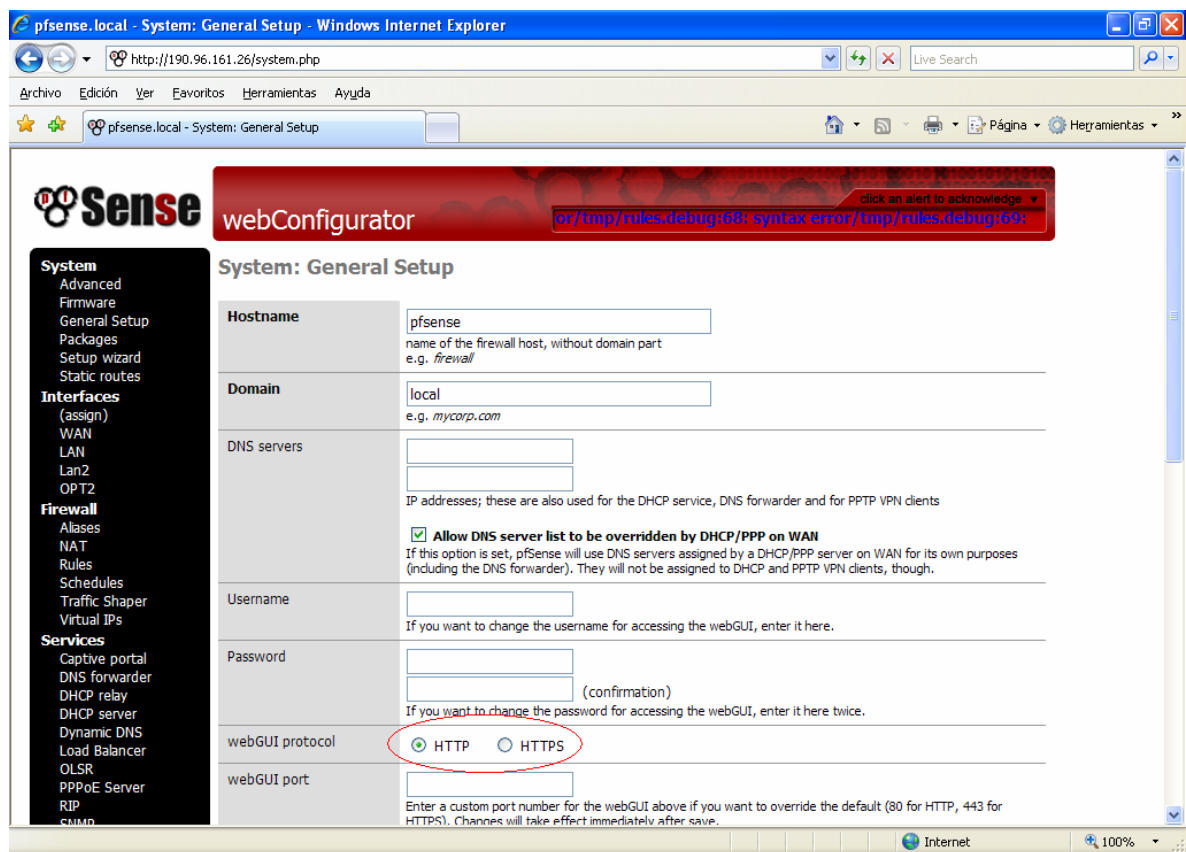 pfsense.local - System: General Setup - Windows Internet Explorer
http://190.96.161.26/system.php
Live Search
Archivo Edición Ver Favoritos Herramientas Ayuda
pfsense.local - System: General Setup
Página Herramientas
Sense
webConfigurator
click an alert to acknowledge
or/tmp/rules.debug:68: syntax error/tmp/rules.debug:69:
System
Advanced
Firmware
General Setup
Packages
Setup wizard
Static routes
Interfaces
(assign)
WAN
LAN
Lan2
OPT2
Firewall
Aliases
NAT
Rules
Schedules
Traffic Shaper
Virtual IPs
Services
Captive portal
DNS forwarder
DHCP relay
DHCP server
Dynamic DNS
Load Balancer
OLSR
PPPoE Server
RIP
SNMP
System: General Setup
Hostname
pfsense
name of the firewall host, without domain part
e.g. firewall
Domain
local
e.g. mycorp.com
DNS servers
IP addresses; these are also used for the DHCP service, DNS forwarder and for PPTP VPN clients
Allow DNS server list to be overridden by DHCP/PPP on WAN
If this option is set, pfSense will use DNS servers assigned by a DHCP/PPP server on WAN for its own purposes
(including the DNS forwarder). They will not be assigned to DHCP and PPTP VPN clients, though.
Username
If you want to change the username for accessing the webGUI, enter it here.
Password
(confirmation)
If you want to change the password for accessing the webGUI, enter it here twice.
webGUI protocol
HTTP HTTPS
webGUI port
Enter a custom port number for the webGUI above if you want to override the default (80 for HTTP, 443 for
HTTPS). Changes will take effect immediately after save.
Internet
100%